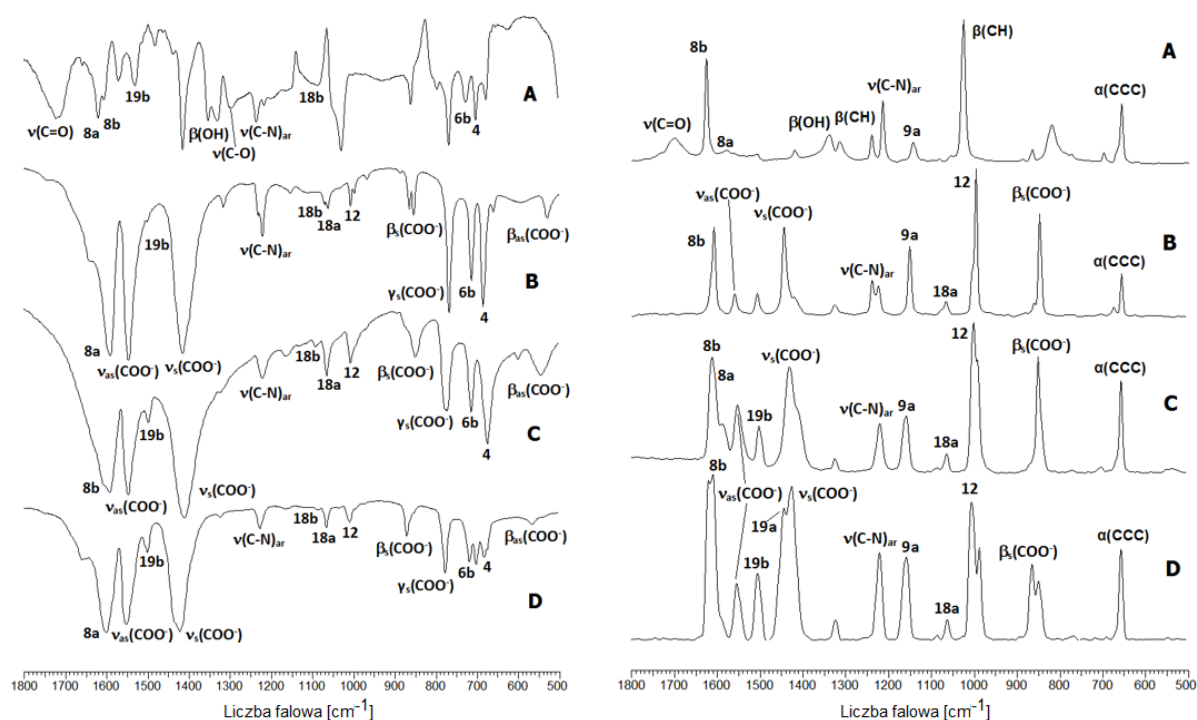 ν(C=O)
8a
8b
19b
β(OH)
ν(C-O)
ν(C-N)ar
18b
6b
4
A
8a
νas(COO⁻)
19b
νs(COO⁻)
ν(C-N)ar
18b
18a
12
βs(COO⁻)
γs(COO⁻)
6b
4
βas(COO⁻)
B
8b
νas(COO⁻)
19b
νs(COO⁻)
ν(C-N)ar
18b
18a
12
βs(COO⁻)
γs(COO⁻)
6b
4
βas(COO⁻)
C
8a
νas(COO⁻)
19b
νs(COO⁻)
ν(C-N)ar
18b
18a
12
βs(COO⁻)
γs(COO⁻)
6b
4
βas(COO⁻)
D
1800 1700 1600 1500 1400 1300 1200 1100 1000 900 800 700 600 500
Liczba falowa [cm⁻¹]
ν(C=O)
8b
8a
β(OH)
β(CH)
ν(C-N)ar
9a
β(CH)
α(CCC)
A
8b
νas(COO⁻)
νs(COO⁻)
ν(C-N)ar
9a
18a
12
βs(COO⁻)
α(CCC)
B
8b
8a
19b
νs(COO⁻)
ν(C-N)ar
9a
18a
12
βs(COO⁻)
α(CCC)
C
8b
νas(COO⁻)
19b
19a
νs(COO⁻)
ν(C-N)ar
9a
18a
12
βs(COO⁻)
α(CCC)
D
1800 1700 1600 1500 1400 1300 1200 1100 1000 900 800 700 600 500
Liczba falowa [cm⁻¹]